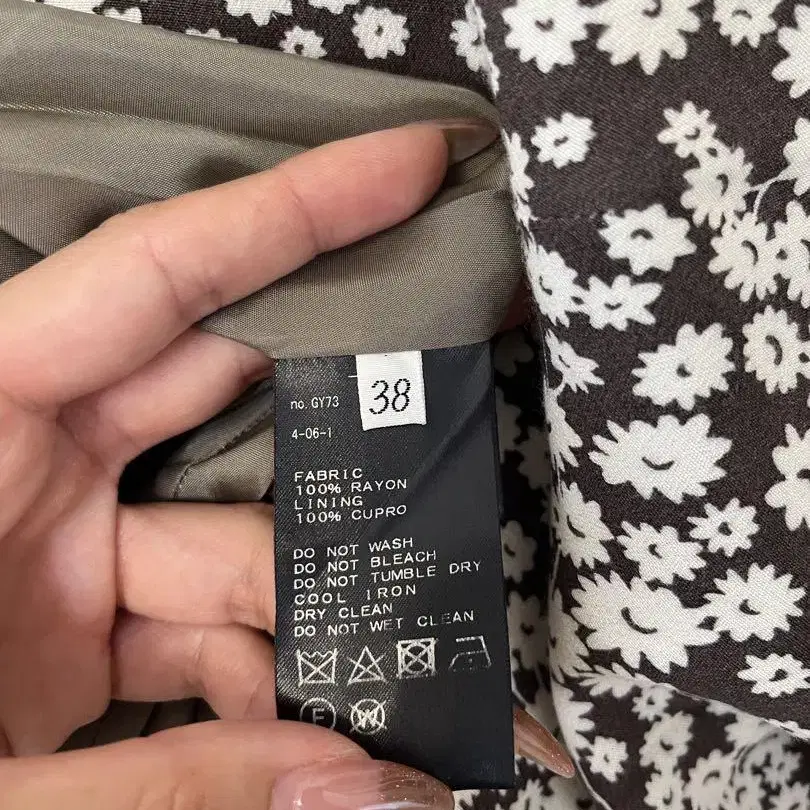 38
no. GY73
4-06-1
FABRIC
100% RAYON
LINING
100% CUPRO
DO NOT WASH
DO NOT BLEACH
DO NOT TUMBLE DRY
COOL IRON
DRY CLEAN
DO NOT WET CLEAN
F W